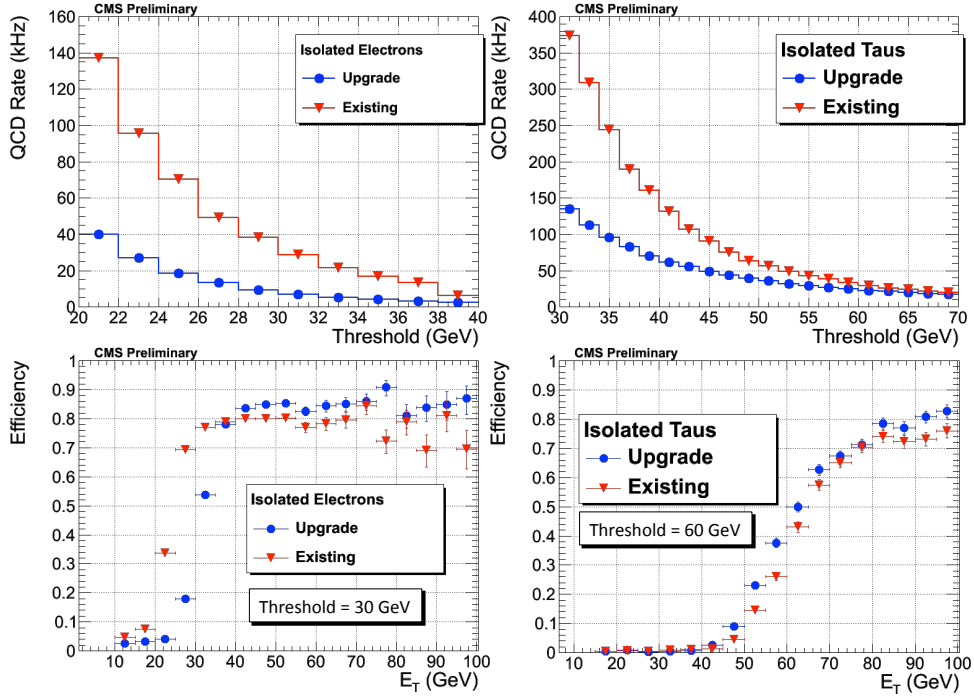 CMS Preliminary
QCD Rate (kHz)
160
140
120
100
80
60
40
20
0
20 22 24 26 28 30 32 34 36 38 40
Threshold (GeV)
Isolated Electrons
Upgrade
Existing
CMS Preliminary
QCD Rate (kHz)
400
350
300
250
200
150
100
50
0
30 35 40 45 50 55 60 65 70
Threshold (GeV)
Isolated Taus
Upgrade
Existing
CMS Preliminary
Efficiency
1
0.9
0.8
0.7
0.6
0.5
0.4
0.3
0.2
0.1
0
10 20 30 40 50 60 70 80 90 100
E_T (GeV)
Isolated Electrons
Upgrade
Existing
Threshold = 30 GeV
CMS Preliminary
Efficiency
1
0.9
0.8
0.7
0.6
0.5
0.4
0.3
0.2
0.1
0
10 20 30 40 50 60 70 80 90 100
E_T (GeV)
Isolated Taus
Upgrade
Existing
Threshold = 60 GeV